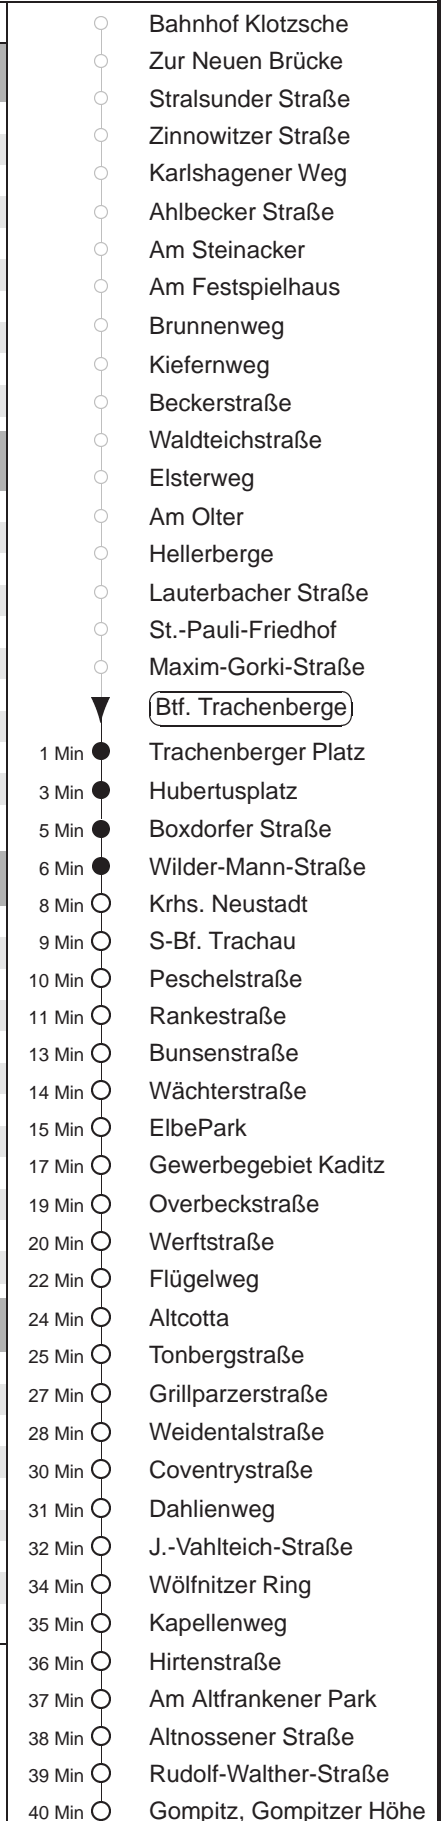 Bahnhof Klotzsche
Zur Neuen Brücke
Stralsunder Straße
Zinnowitzer Straße
Karlshagener Weg
Ahlbecker Straße
Am Steinacker
Am Festspielhaus
Brunnenweg
Kiefernweg
Beckerstraße
Waldteichstraße
Elsterweg
Am Olter
Hellerberge
Lauterbacher Straße
St.-Pauli-Friedhof
Maxim-Gorki-Straße
Btf. Trachenberge
1 Min Trachenberger Platz
3 Min Hubertusplatz
5 Min Boxdorfer Straße
6 Min Wilder-Mann-Straße
8 Min Krhs. Neustadt
9 Min S-Bf. Trachau
10 Min Peschelstraße
11 Min Rankestraße
13 Min Bunsenstraße
14 Min Wächterstraße
15 Min ElbePark
17 Min Gewerbegebiet Kaditz
19 Min Overbeckstraße
20 Min Werftstraße
22 Min Flügelweg
24 Min Altcotta
25 Min Tonbergstraße
27 Min Grillparzerstraße
28 Min Weidentalstraße
30 Min Coventrystraße
31 Min Dahlienweg
32 Min J.-Vahlteich-Straße
34 Min Wölfnitzer Ring
35 Min Kapellenweg
36 Min Hirtenstraße
37 Min Am Altfrankener Park
38 Min Altnossener Straße
39 Min Rudolf-Walther-Straße
40 Min Gompitz, Gompitzer Höhe